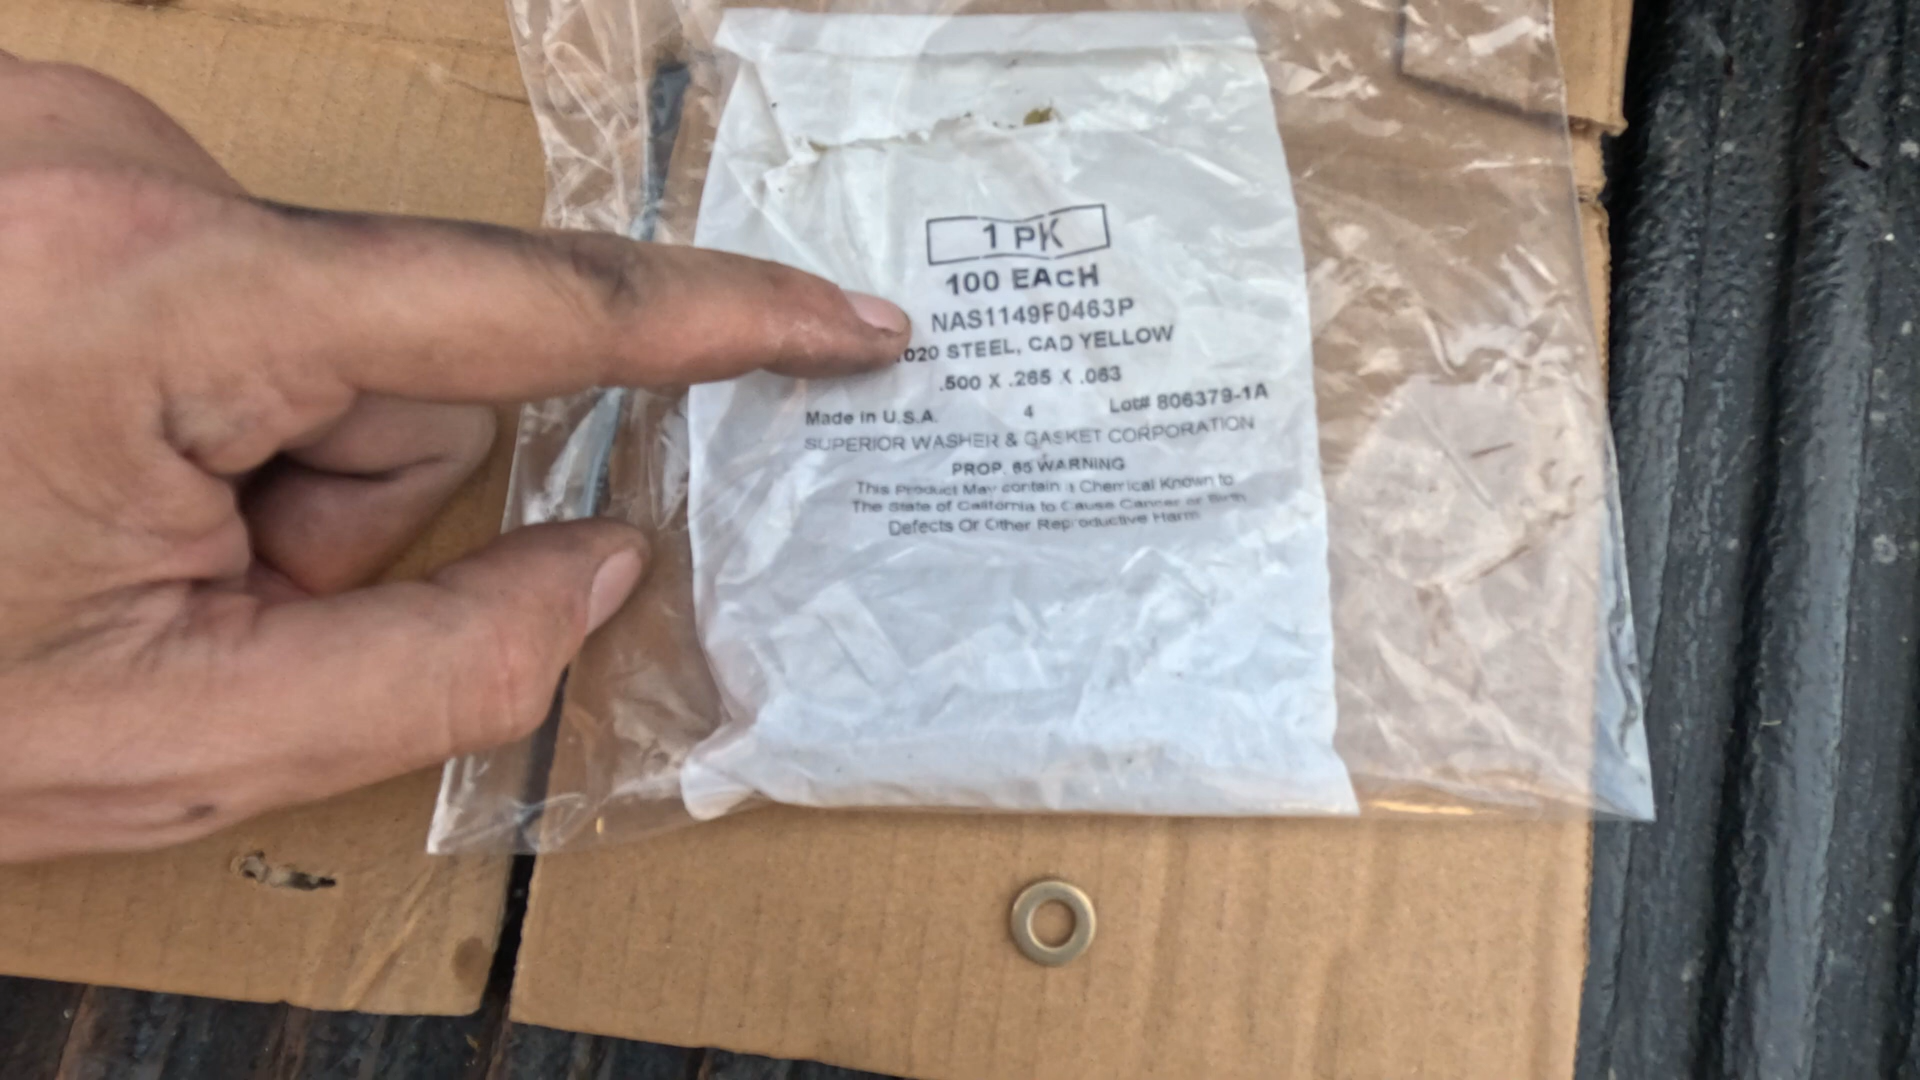 1 PK
100 EACH
NAS1149F0463P
1020 STEEL, CAD YELLOW
.500 X .265 X .063
Made in U.S.A. 4 Lot# 806379-1A
SUPERIOR WASHER & GASKET CORPORATION
PROP. 65 WARNING
This Product May contain a Chemical Known to
The State of California to Cause Cancer or Birth
Defects Or Other Reproductive Harm